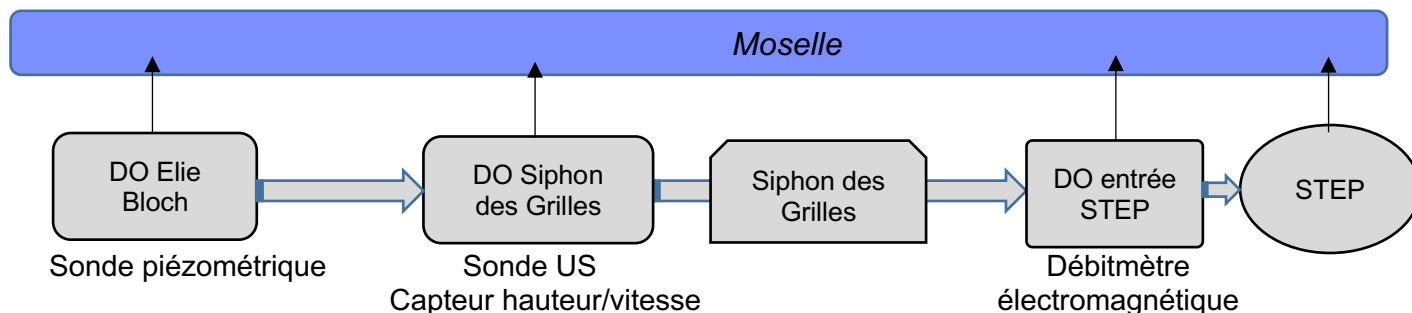 Moselle
DO Elie
Bloch
DO Siphon
des Grilles
Siphon des
Grilles
DO entrée
STEP
STEP
Sonde piézométrique
Sonde US
Capteur hauteur/vitesse
Débitmètre
électromagnétique